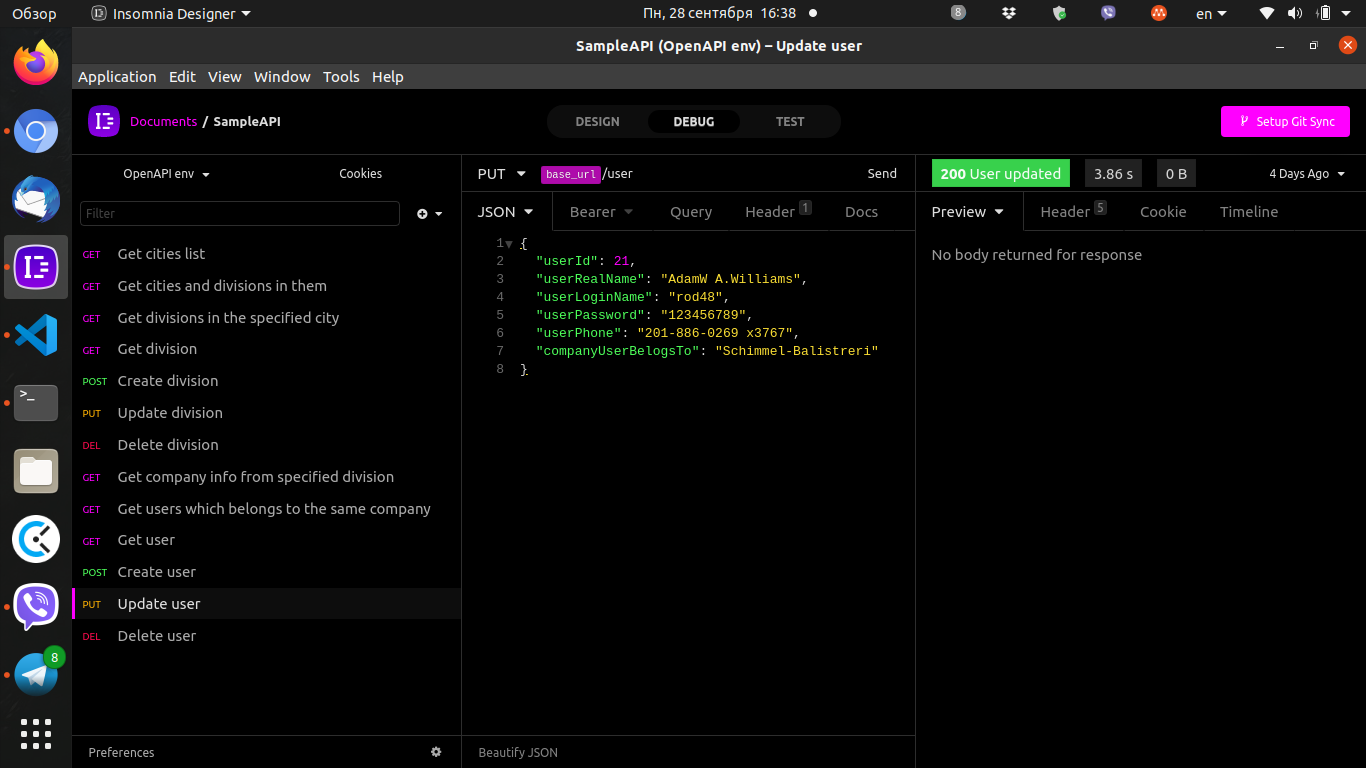 Обзор Insomnia Designer Пн, 28 сентября 16:38 8 en
SampleAPI (OpenAPI env) – Update user
Application Edit View Window Tools Help
Documents / SampleAPI DESIGN DEBUG TEST Setup Git Sync
OpenAPI env Cookies PUT base_url/user Send 200 User updated 3.86 s 0 B 4 Days Ago
Filter JSON Bearer Query Header 1 Docs Preview Header 5 Cookie Timeline
GET Get cities list
GET Get cities and divisions in them
GET Get divisions in the specified city
GET Get division
POST Create division
PUT Update division
DEL Delete division
GET Get company info from specified division
GET Get users which belongs to the same company
GET Get user
POST Create user
PUT Update user
DEL Delete user
1 {
2 "userId": 21,
3 "userRealName": "AdamW A.Williams",
4 "userLoginName": "rod48",
5 "userPassword": "123456789",
6 "userPhone": "201-886-0269 x3767",
7 "companyUserBelogsTo": "Schimmel-Balistreri"
8 }
No body returned for response
>_
8
Preferences Beautify JSON